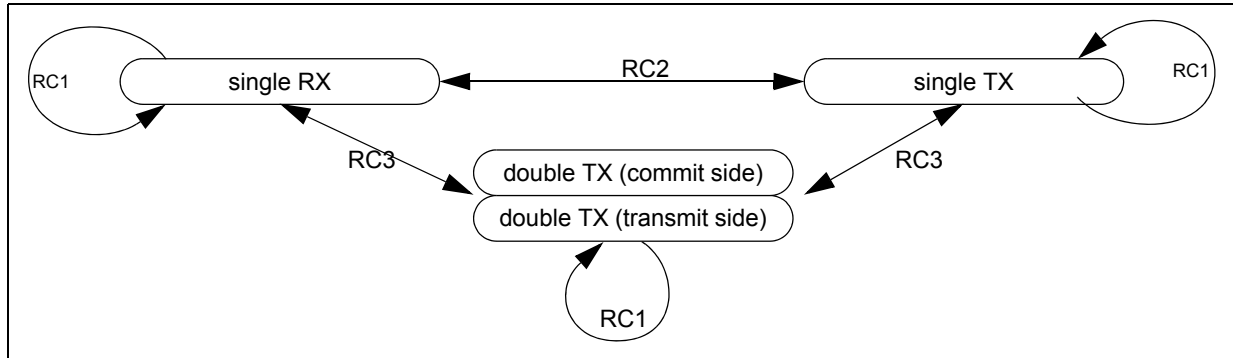 RC1
single RX
RC2
single TX
RC1
RC3
double TX (commit side)
RC3
double TX (transmit side)
RC1